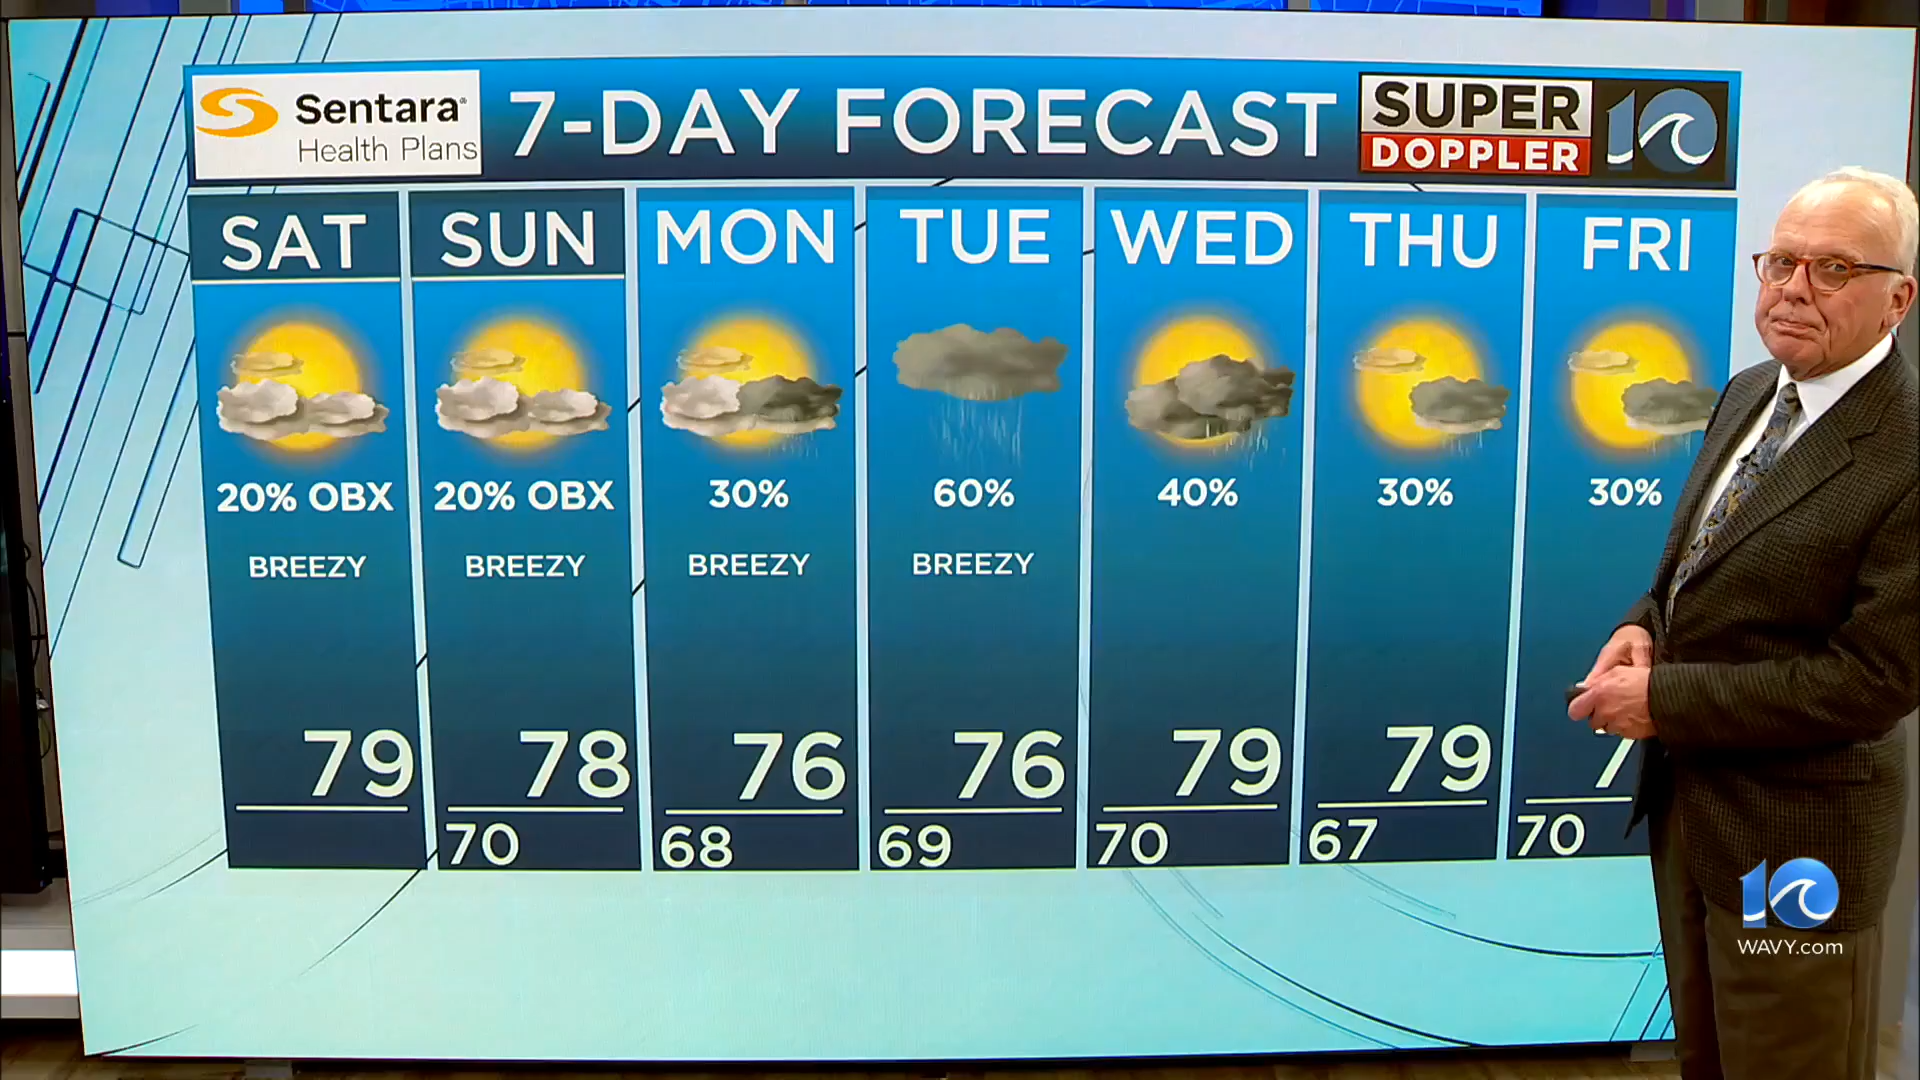 Sentara
Health Plans
7-DAY FORECAST
SUPER
DOPPLER
10
SAT SUN MON TUE WED THU FRI
20% OBX 20% OBX 30% 60% 40% 30% 30%
BREEZY BREEZY BREEZY BREEZY
79 78 76 76 79 79
70 68 69 70 67 70
10
WAVY.com